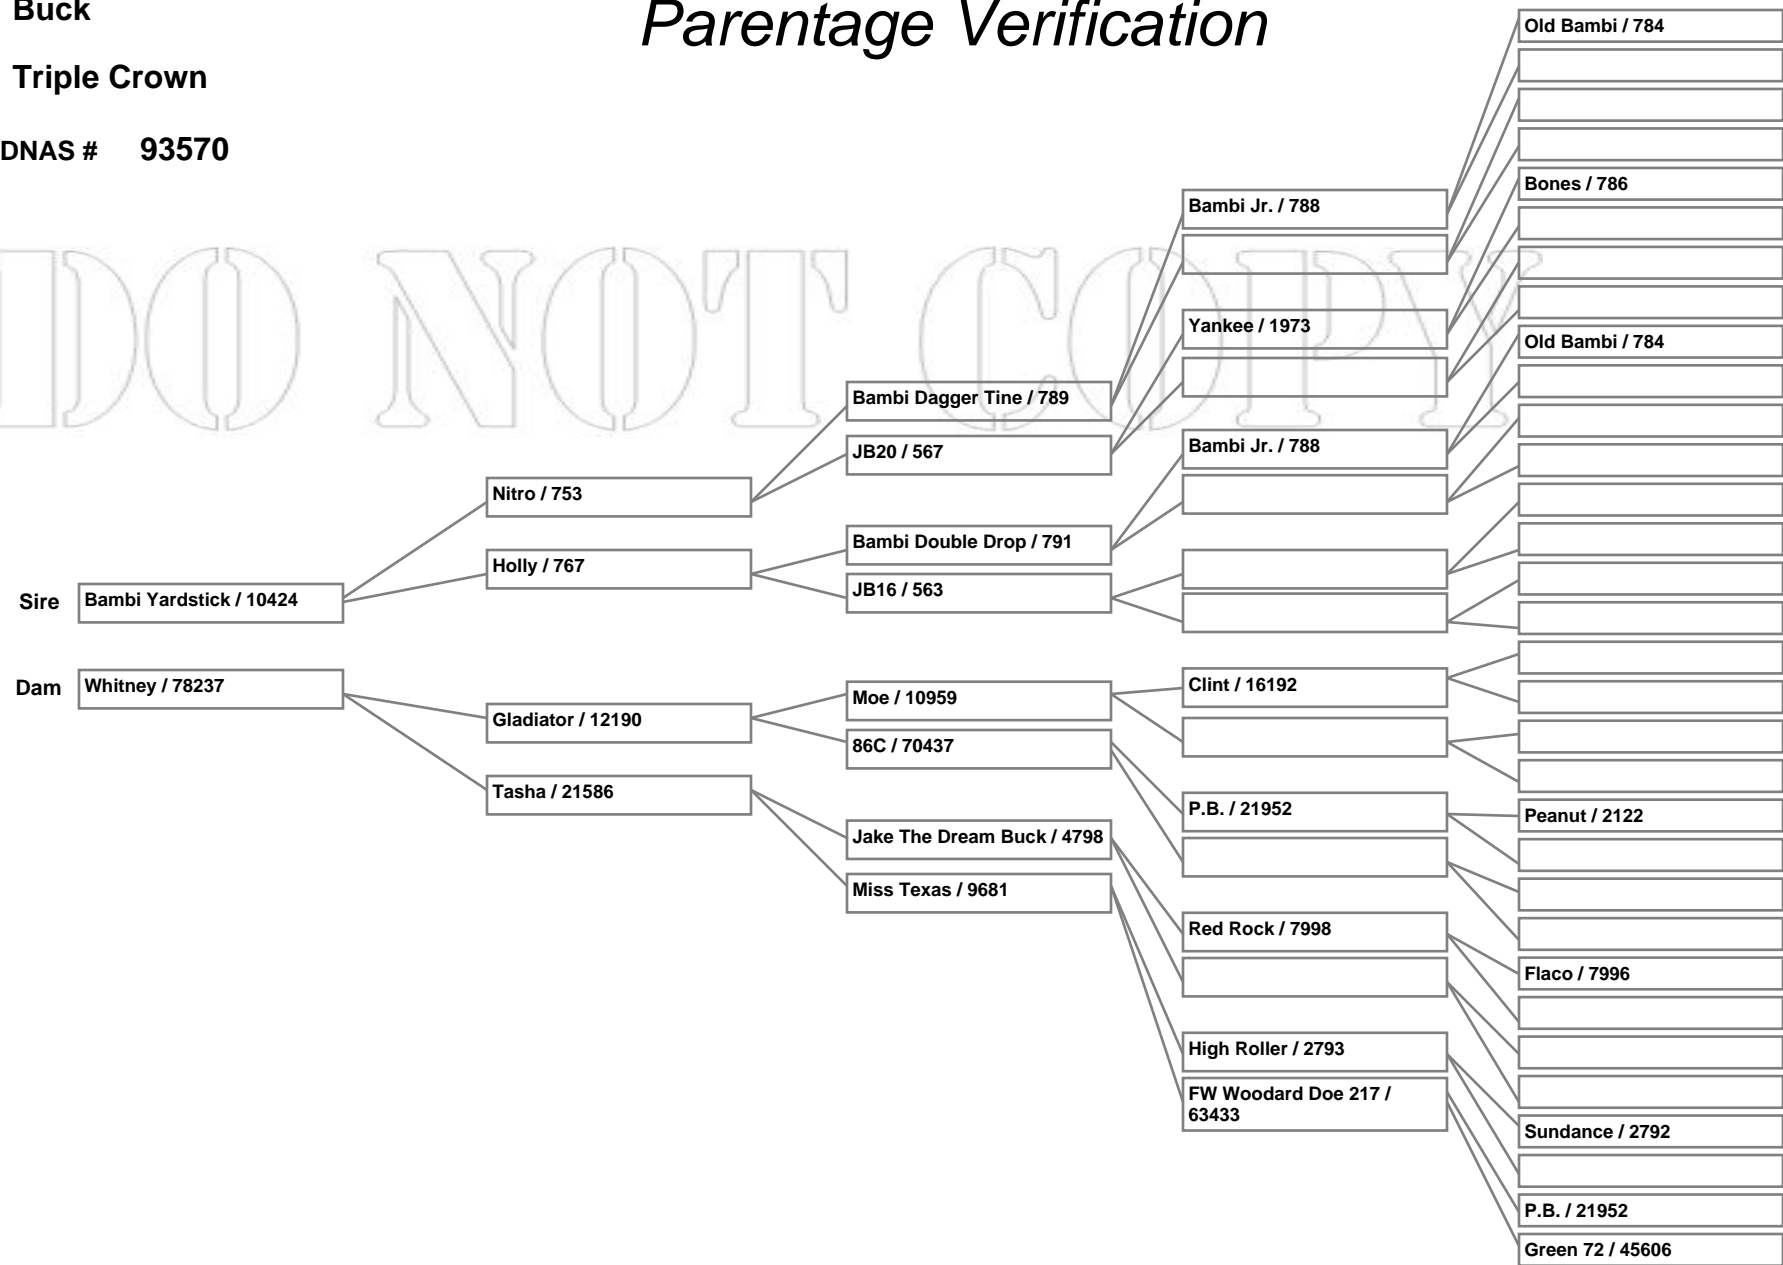 Buck
Parentage Verification
Triple Crown
DNAS # 93570
DO NOT COPY
Sire
Bambi Yardstick / 10424
Dam
Whitney / 78237
Nitro / 753
Holly / 767
Gladiator / 12190
Tasha / 21586
Bambi Dagger Tine / 789
JB20 / 567
Bambi Double Drop / 791
JB16 / 563
Moe / 10959
86C / 70437
Jake The Dream Buck / 4798
Miss Texas / 9681
Bambi Jr. / 788
Yankee / 1973
Bambi Jr. / 788
Clint / 16192
P.B. / 21952
Red Rock / 7998
High Roller / 2793
FW Woodard Doe 217 /
63433
Old Bambi / 784
Bones / 786
Old Bambi / 784
Peanut / 2122
Flaco / 7996
Sundance / 2792
P.B. / 21952
Green 72 / 45606